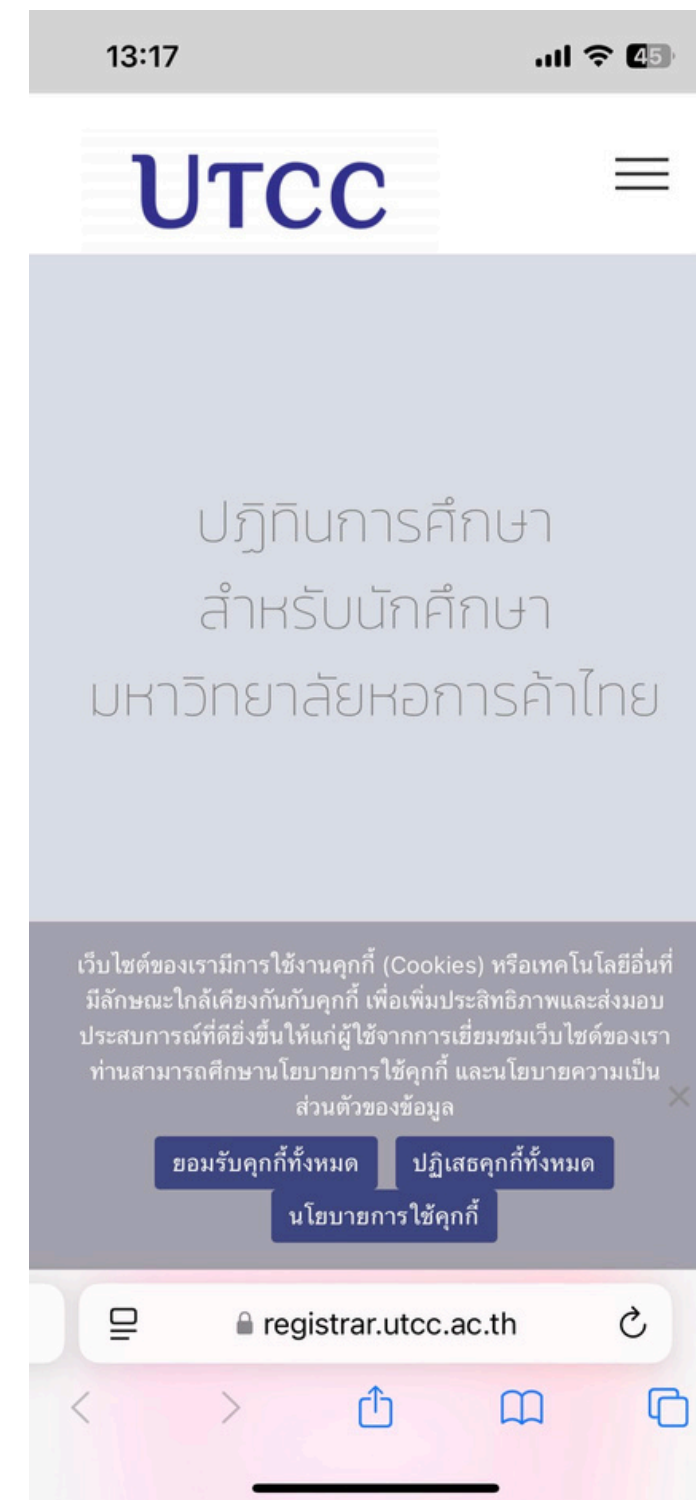 13:17
45
UTCC
ปฏิทินการศึกษา
สำหรับนักศึกษา
มหาวิทยาลัยหอการค้าไทย
เว็บไซต์ของเรามีการใช้งานคุกกี้ (Cookies) หรือเทคโนโลยีอื่นที่
มีลักษณะใกล้เคียงกันกับคุกกี้ เพื่อเพิ่มประสิทธิภาพและส่งมอบ
ประสบการณ์ที่ดียิ่งขึ้นให้แก่ผู้ใช้จากการเยี่ยมชมเว็บไซต์ของเรา
ท่านสามารถศึกษานโยบายการใช้คุกกี้ และนโยบายความเป็น
ส่วนตัวของข้อมูล
ยอมรับคุกกี้ทั้งหมด ปฏิเสธคุกกี้ทั้งหมด
นโยบายการใช้คุกกี้
registrar.utcc.ac.th